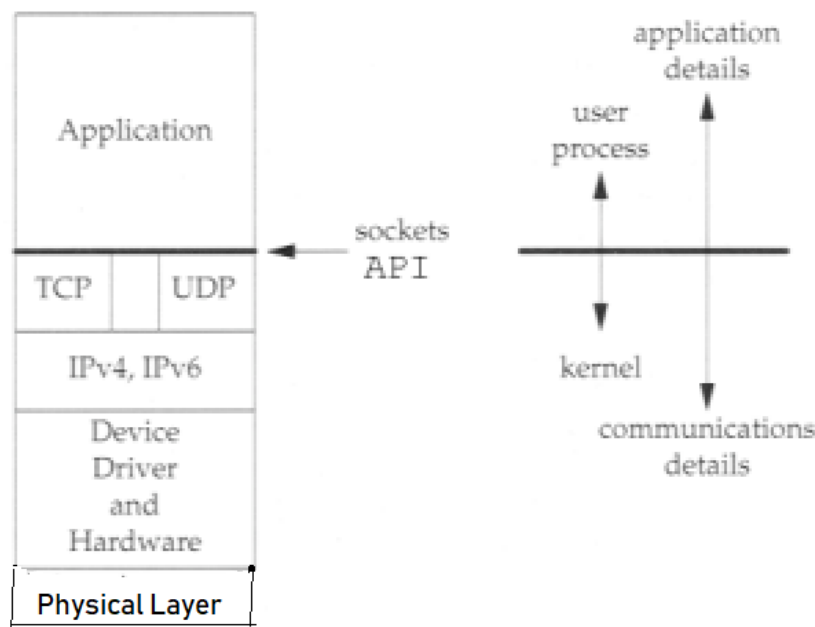 Application
TCP
UDP
IPv4, IPv6
Device
Driver
and
Hardware
Physical Layer
sockets
API
application
details
user
process
kernel
communications
details